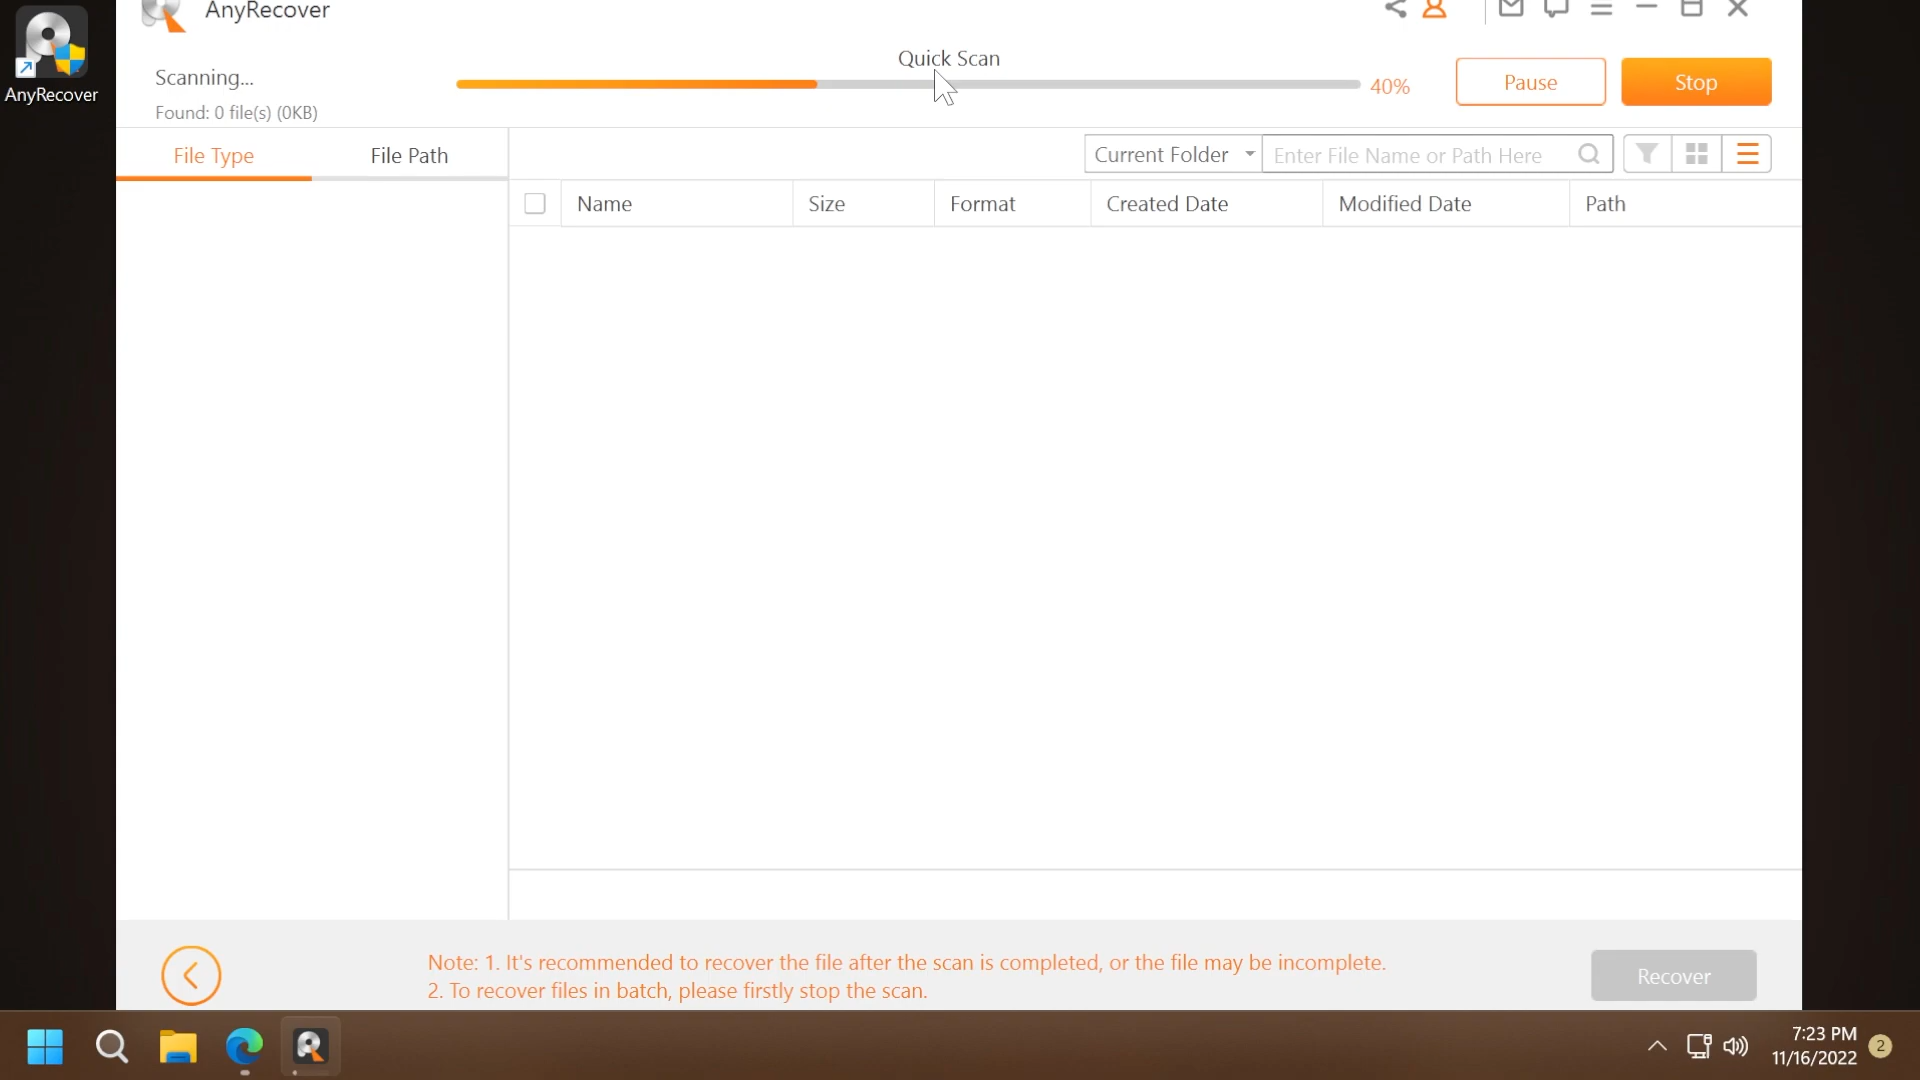 AnyRecover
AnyRecover
Quick Scan
Scanning...
40%
Pause
Stop
Found: 0 file(s) (0KB)
File Type
File Path
Current Folder
Enter File Name or Path Here
Name
Size
Format
Created Date
Modified Date
Path
Note: 1. It's recommended to recover the file after the scan is completed, or the file may be incomplete.
2. To recover files in batch, please firstly stop the scan.
Recover
7:23 PM
11/16/2022
2